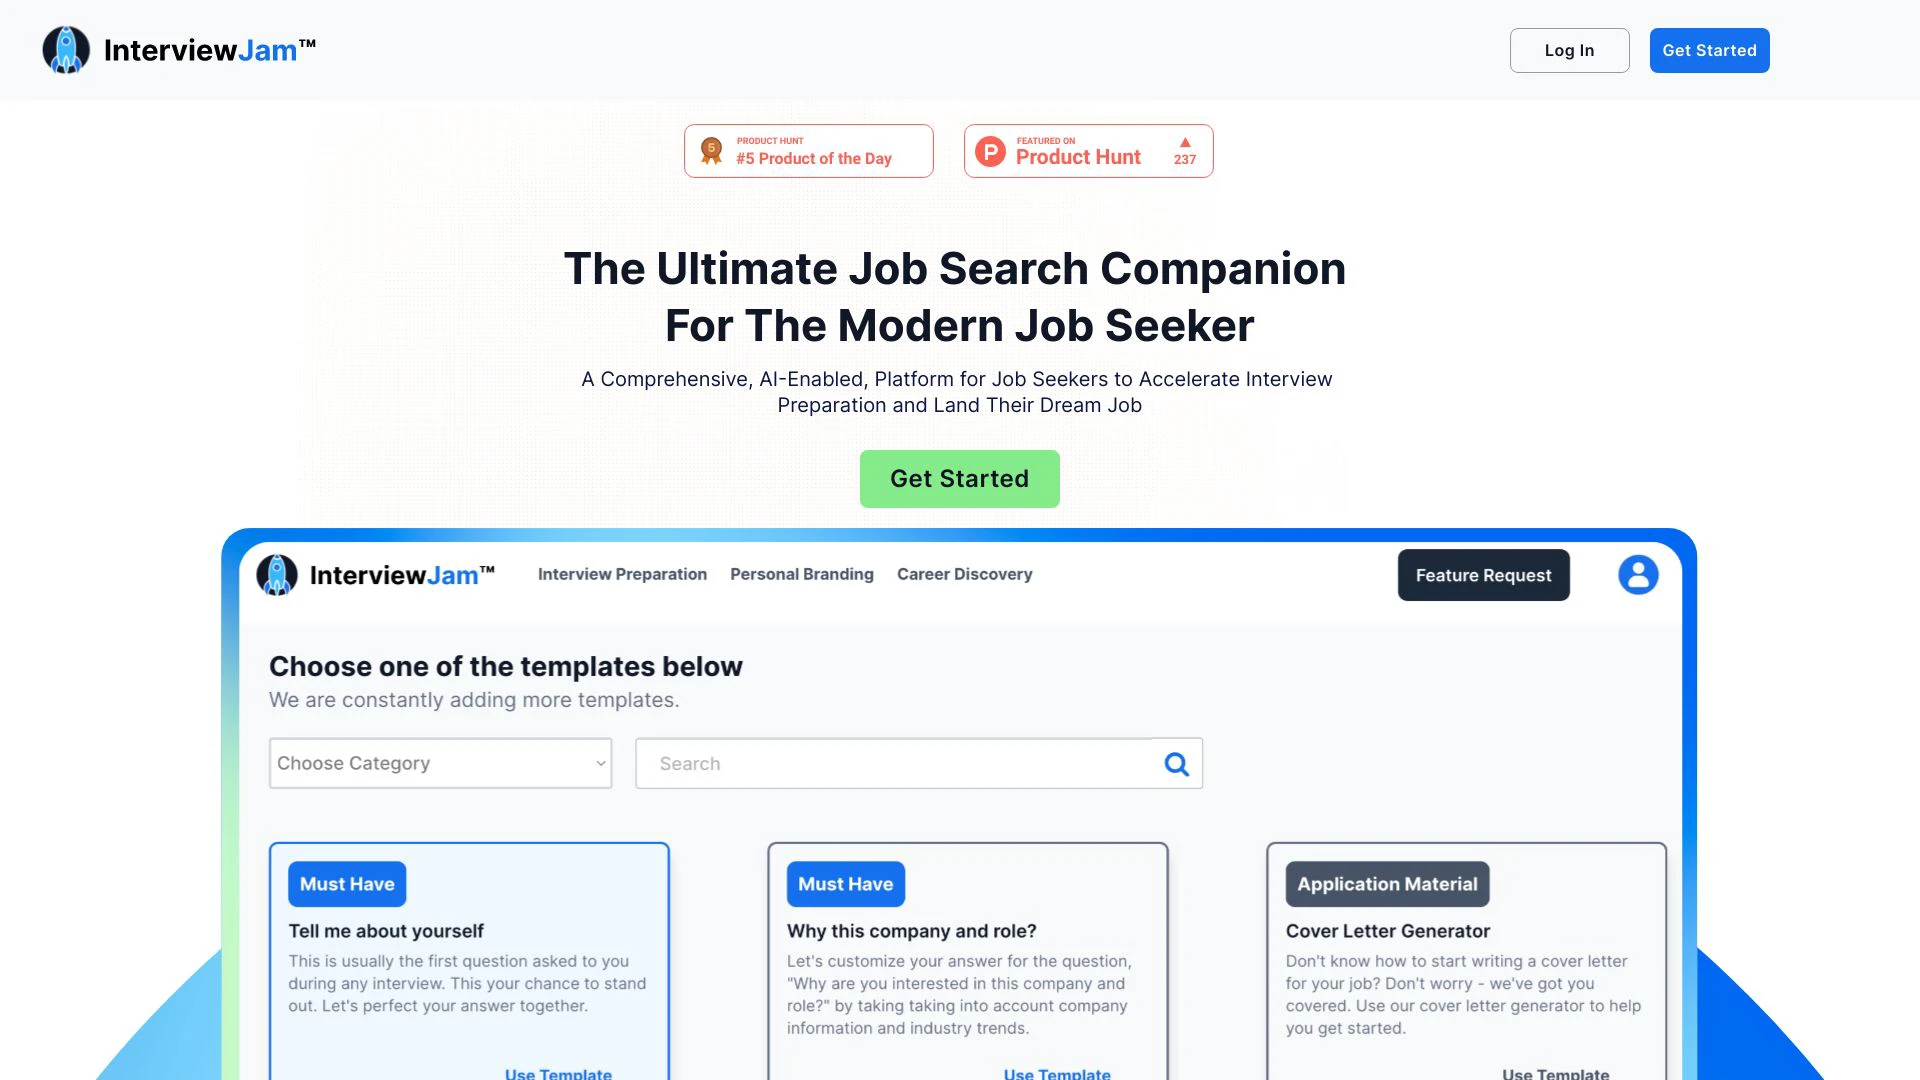 InterviewJam™
Log In
Get Started
5
PRODUCT HUNT
#5 Product of the Day
P
FEATURED ON
Product Hunt
237
The Ultimate Job Search Companion
For The Modern Job Seeker
A Comprehensive, AI-Enabled, Platform for Job Seekers to Accelerate Interview
Preparation and Land Their Dream Job
Get Started
InterviewJam™
Interview Preparation
Personal Branding
Career Discovery
Feature Request
Choose one of the templates below
We are constantly adding more templates.
Choose Category
Search
Must Have
Tell me about yourself
This is usually the first question asked to you
during any interview. This your chance to stand
out. Let's perfect your answer together.
Use Template
Must Have
Why this company and role?
Let's customize your answer for the question,
"Why are you interested in this company and
role?" by taking taking into account company
information and industry trends.
Use Template
Application Material
Cover Letter Generator
Don't know how to start writing a cover letter
for your job? Don't worry - we've got you
covered. Use our cover letter generator to help
you get started.
Use Template